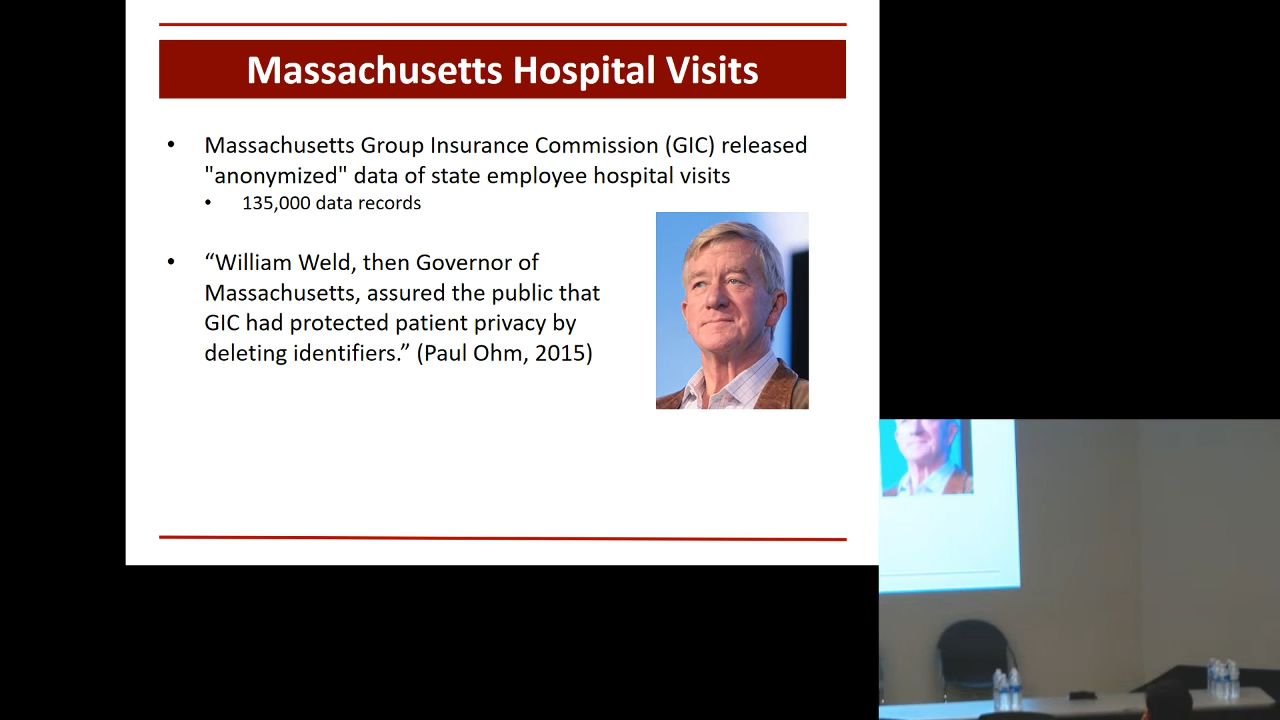 Massachusetts Hospital Visits
• Massachusetts Group Insurance Commission (GIC) released
"anonymized" data of state employee hospital visits
• 135,000 data records
• “William Weld, then Governor of
Massachusetts, assured the public that
GIC had protected patient privacy by
deleting identifiers.” (Paul Ohm, 2015)